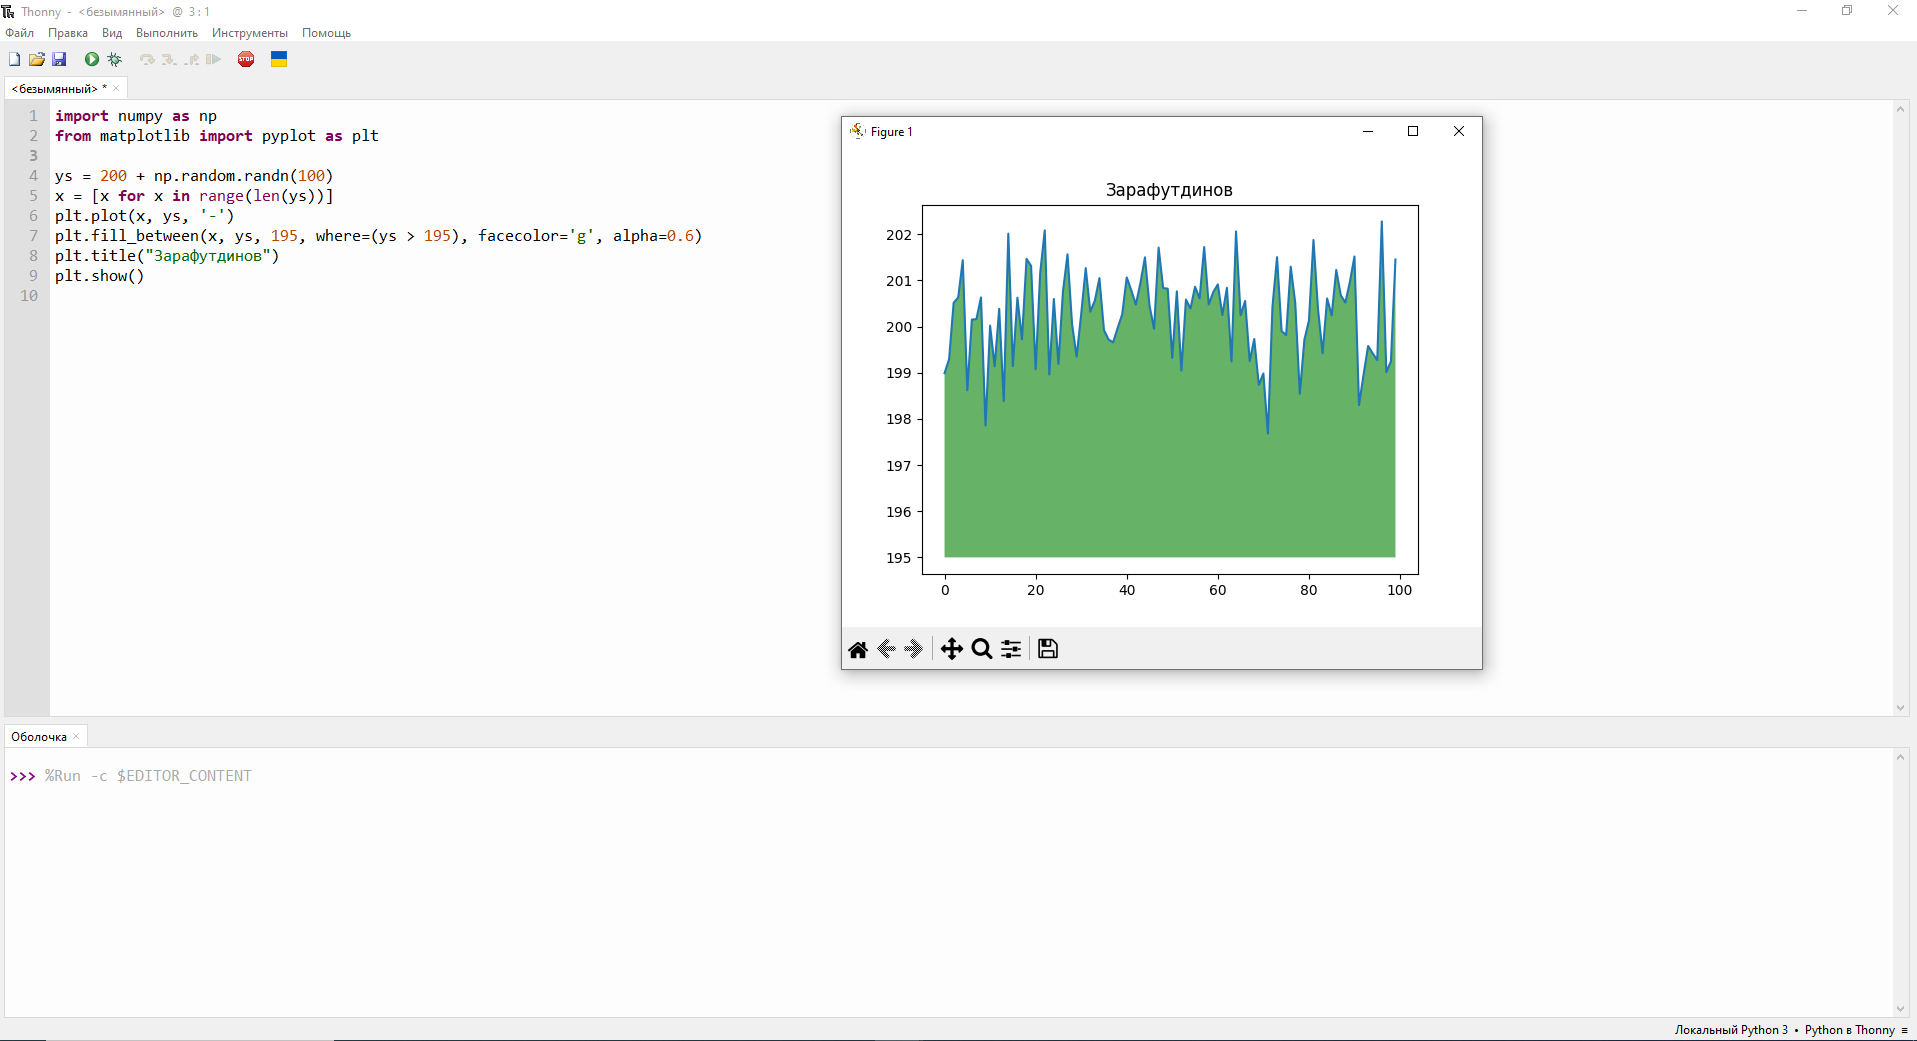 Thonny - <безымянный> @ 3:1
Файл Правка Вид Выполнить Инструменты Помощь
STOP
<безымянный> *
1 import numpy as np
2 from matplotlib import pyplot as plt
3
4 ys = 200 + np.random.randn(100)
5 x = [x for x in range(len(ys))]
6 plt.plot(x, ys, '-')
7 plt.fill_between(x, ys, 195, where=(ys > 195), facecolor='g', alpha=0.6)
8 plt.title("Зарафутдинов")
9 plt.show()
10
Figure 1
Зарафутдинов
202
201
200
199
198
197
196
195
0 20 40 60 80 100
Оболочка
>>> %Run -c $EDITOR_CONTENT
Локальный Python 3 • Python в Thonny ≡